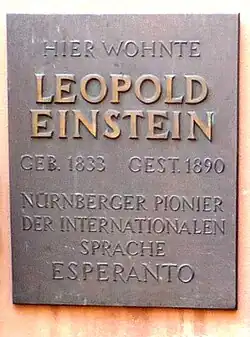 HIER WOHNTE
LEOPOLD
EINSTEIN
GEB. 1833 GEST. 1890
NÜRNBERGER PIONIER
DER INTERNATIONALEN
SPRACHE
ESPERANTO